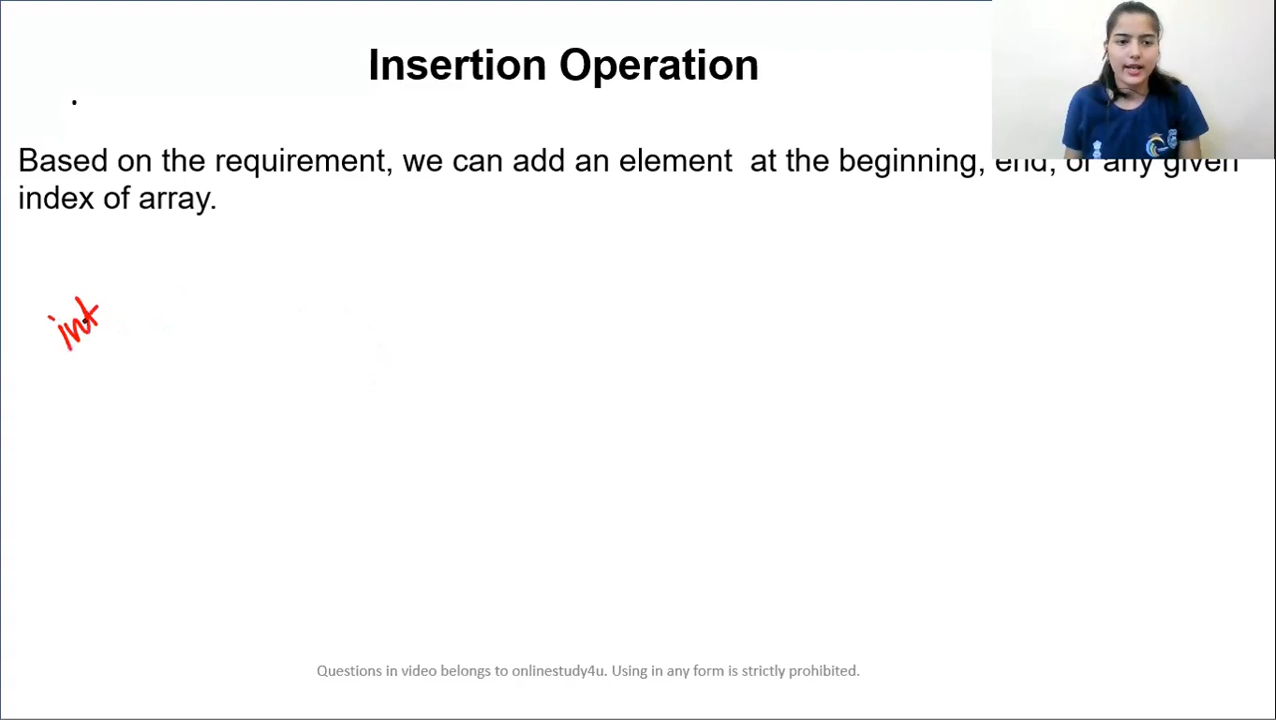 Insertion Operation
Based on the requirement, we can add an element at the beginning, end, or any given
index of array.
int
Questions in video belongs to onlinestudy4u. Using in any form is strictly prohibited.